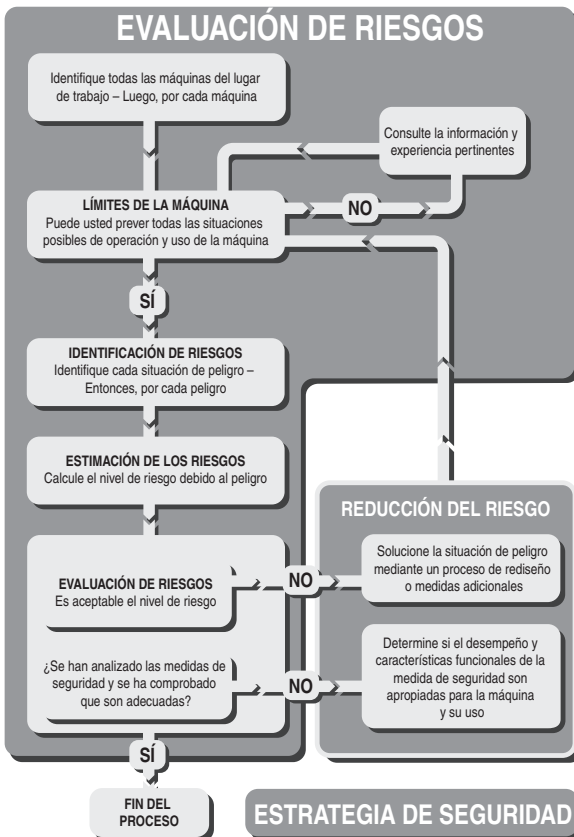 EVALUACIÓN DE RIESGOS
Identifique todas las máquinas del lugar
de trabajo – Luego, por cada máquina
Consulte la información y
experiencia pertinentes
LÍMITES DE LA MÁQUINA
Puede usted prever todas las situaciones
posibles de operación y uso de la máquina
NO
SÍ
IDENTIFICACIÓN DE RIESGOS
Identifique cada situación de peligro –
Entonces, por cada peligro
ESTIMACIÓN DE LOS RIESGOS
Calcule el nivel de riesgo debido al peligro
REDUCCIÓN DEL RIESGO
EVALUACIÓN DE RIESGOS
Es aceptable el nivel de riesgo
NO
Solucione la situación de peligro
mediante un proceso de rediseño
o medidas adicionales
¿Se han analizado las medidas de
seguridad y se ha comprobado
que son adecuadas?
NO
Determine si el desempeño y
características funcionales de la
medida de seguridad son
apropiadas para la máquina
y su uso
SÍ
FIN DEL
PROCESO
ESTRATEGIA DE SEGURIDAD